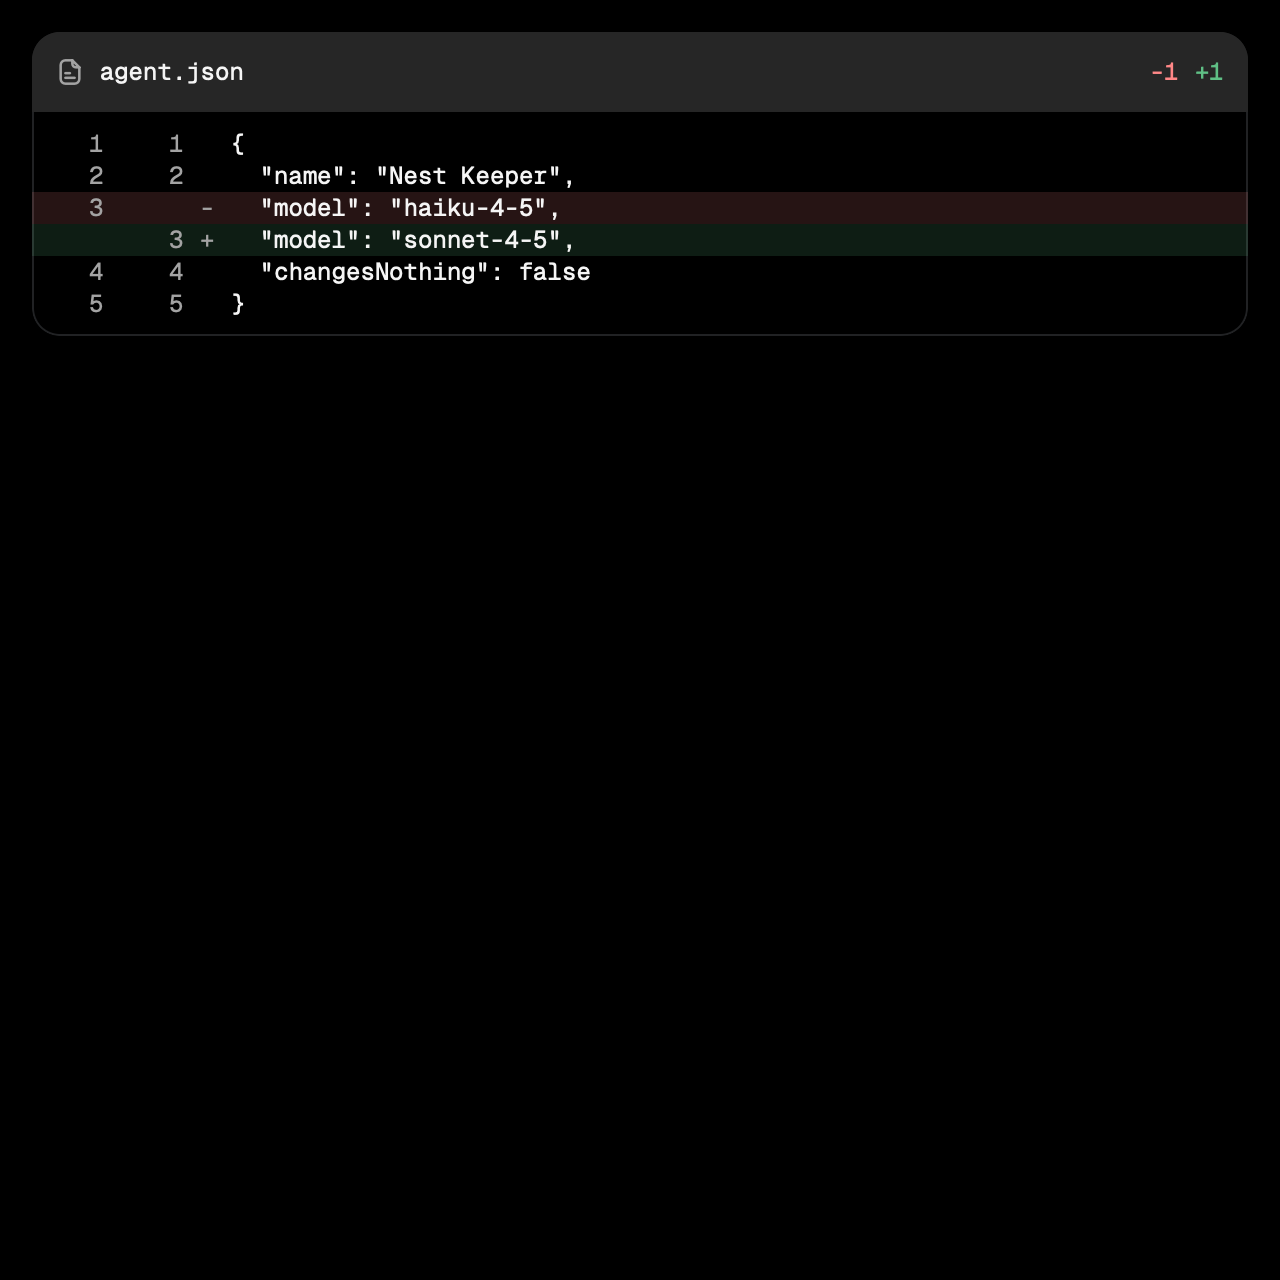 agent.json -1 +1
1 1 {
2 2 "name": "Nest Keeper",
3 - "model": "haiku-4-5",
3 + "model": "sonnet-4-5",
4 4 "changesNothing": false
5 5 }